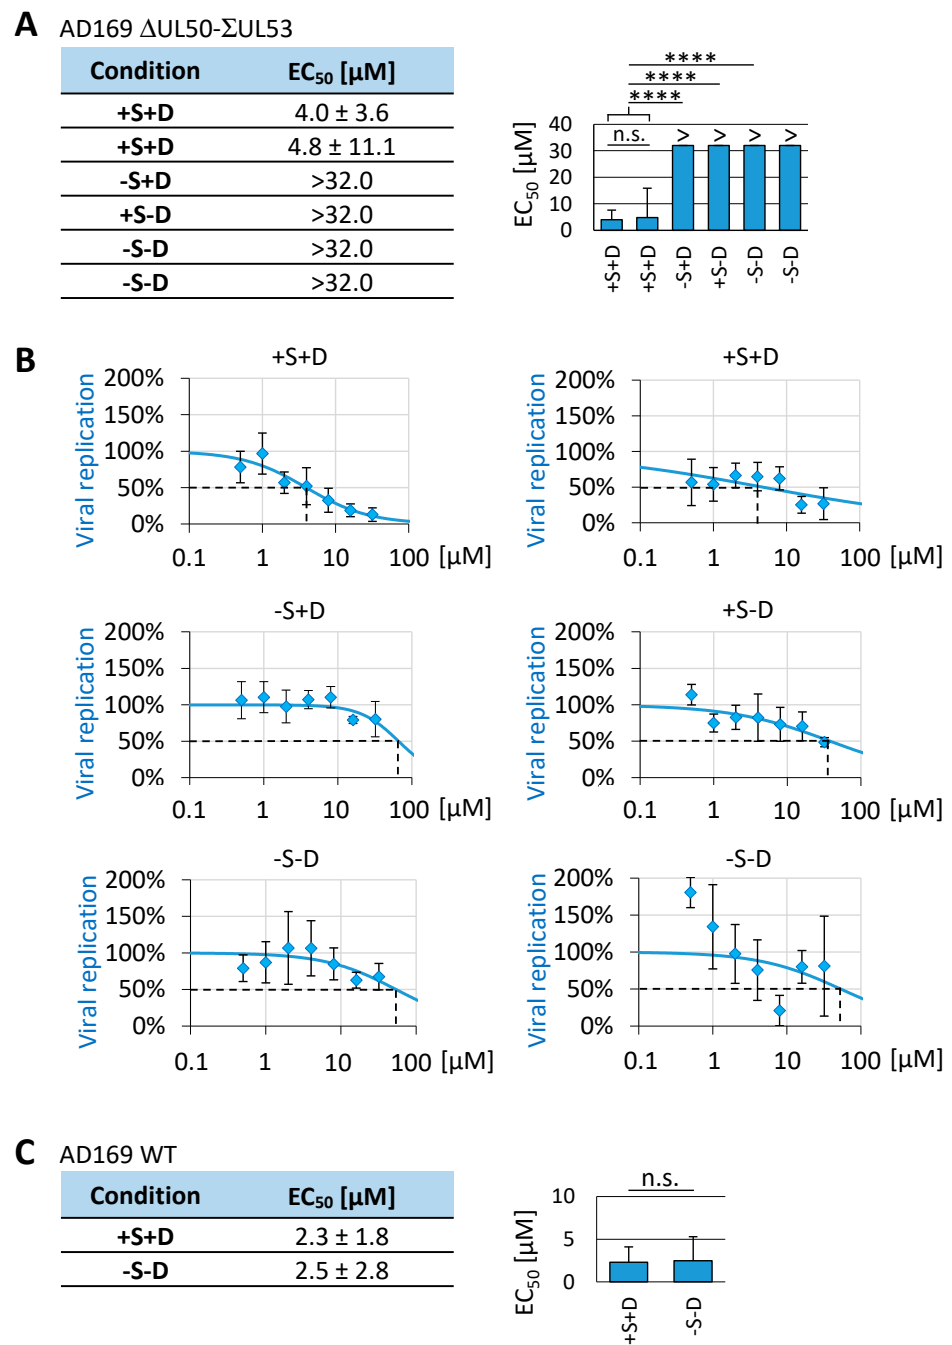 A AD169 ΔUL50-ΣUL53
Condition EC50 [µM]
+S+D 4.0 ± 3.6
+S+D 4.8 ± 11.1
-S+D >32.0
+S-D >32.0
-S-D >32.0
-S-D >32.0
****
****
****
n.s. > > > >
EC50 [µM]
40
30
20
10
0
+S+D +S+D -S+D +S-D -S-D -S-D
B
+S+D
Viral replication
200%
150%
100%
50%
0%
0.1 1 10 100 [µM]
+S+D
Viral replication
200%
150%
100%
50%
0%
0.1 1 10 100 [µM]
-S+D
Viral replication
200%
150%
100%
50%
0%
0.1 1 10 100 [µM]
+S-D
Viral replication
200%
150%
100%
50%
0%
0.1 1 10 100 [µM]
-S-D
Viral replication
200%
150%
100%
50%
0%
0.1 1 10 100 [µM]
-S-D
Viral replication
200%
150%
100%
50%
0%
0.1 1 10 100 [µM]
C AD169 WT
Condition EC50 [µM]
+S+D 2.3 ± 1.8
-S-D 2.5 ± 2.8
n.s.
EC50 [µM]
10
5
0
+S+D -S-D